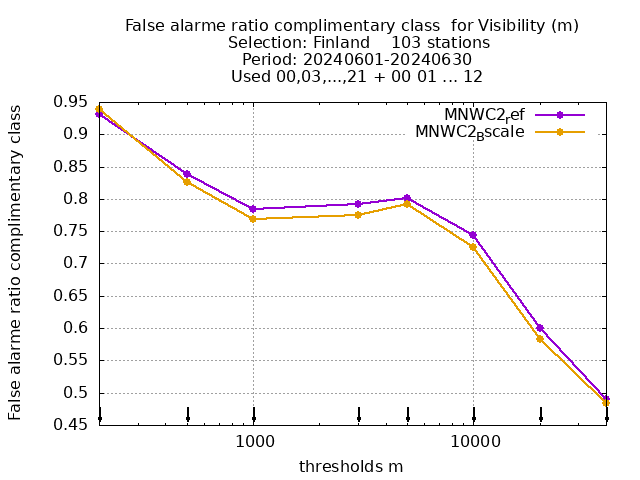 False alarme ratio complimentary class  for Visibility (m)
Selection: Finland    103 stations
Period: 20240601-20240630
Used 00,03,...,21 + 00 01 ... 12
False alarme ratio complimentary class
0.95
0.9
0.85
0.8
0.75
0.7
0.65
0.6
0.55
0.5
0.45
MNWC2ref
MNWC2Bscale
1000
10000
thresholds m